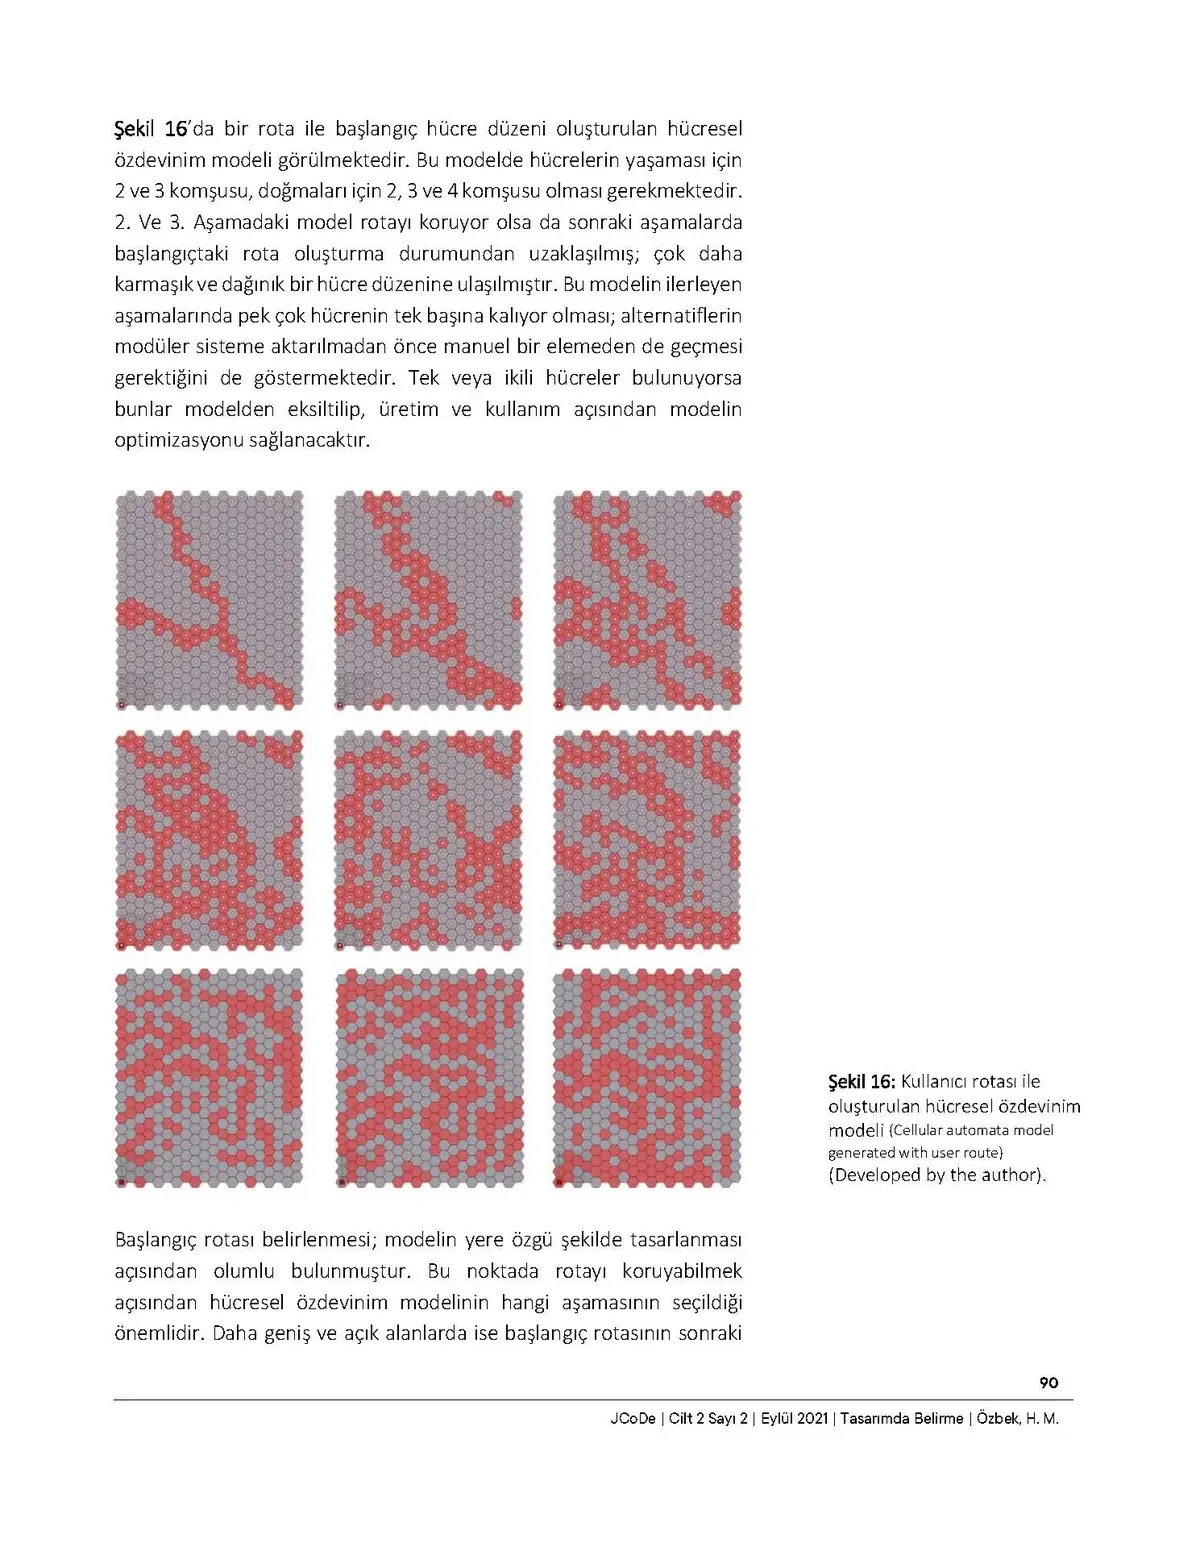 Şekil 16'da bir rota ile başlangıç hücre düzeni oluşturulan hücresel
özdevinim modeli görülmektedir. Bu modelde hücrelerin yaşaması için
2 ve 3 komşusu, doğmaları için 2, 3 ve 4 komşusu olması gerekmektedir.
2. Ve 3. Aşamadaki model rotayı koruyor olsa da sonraki aşamalarda
başlangıçtaki rota oluşturma durumundan uzaklaşılmış; çok daha
karmaşık ve dağınık bir hücre düzenine ulaşılmıştır. Bu modelin ilerleyen
aşamalarında pek çok hücrenin tek başına kalıyor olması; alternatiflerin
modüler sisteme aktarılmadan önce manuel bir elemeden de geçmesi
gerektiğini de göstermektedir. Tek veya ikili hücreler bulunuyorsa
bunlar modelden eksiltilip, üretim ve kullanım açısından modelin
optimizasyonu sağlanacaktır.
Şekil 16: Kullanıcı rotası ile
oluşturulan hücresel özdevinim
modeli (Cellular automata model
generated with user route)
(Developed by the author).
Başlangıç rotası belirlenmesi; modelin yere özgü şekilde tasarlanması
açısından olumlu bulunmuştur. Bu noktada rotayı koruyabilmek
açısından hücresel özdevinim modelinin hangi aşamasının seçildiği
önemlidir. Daha geniş ve açık alanlarda ise başlangıç rotasının sonraki
90
JCoDe | Cilt 2 Sayı 2 | Eylül 2021 | Tasarımda Belirme | Özbek, H. M.